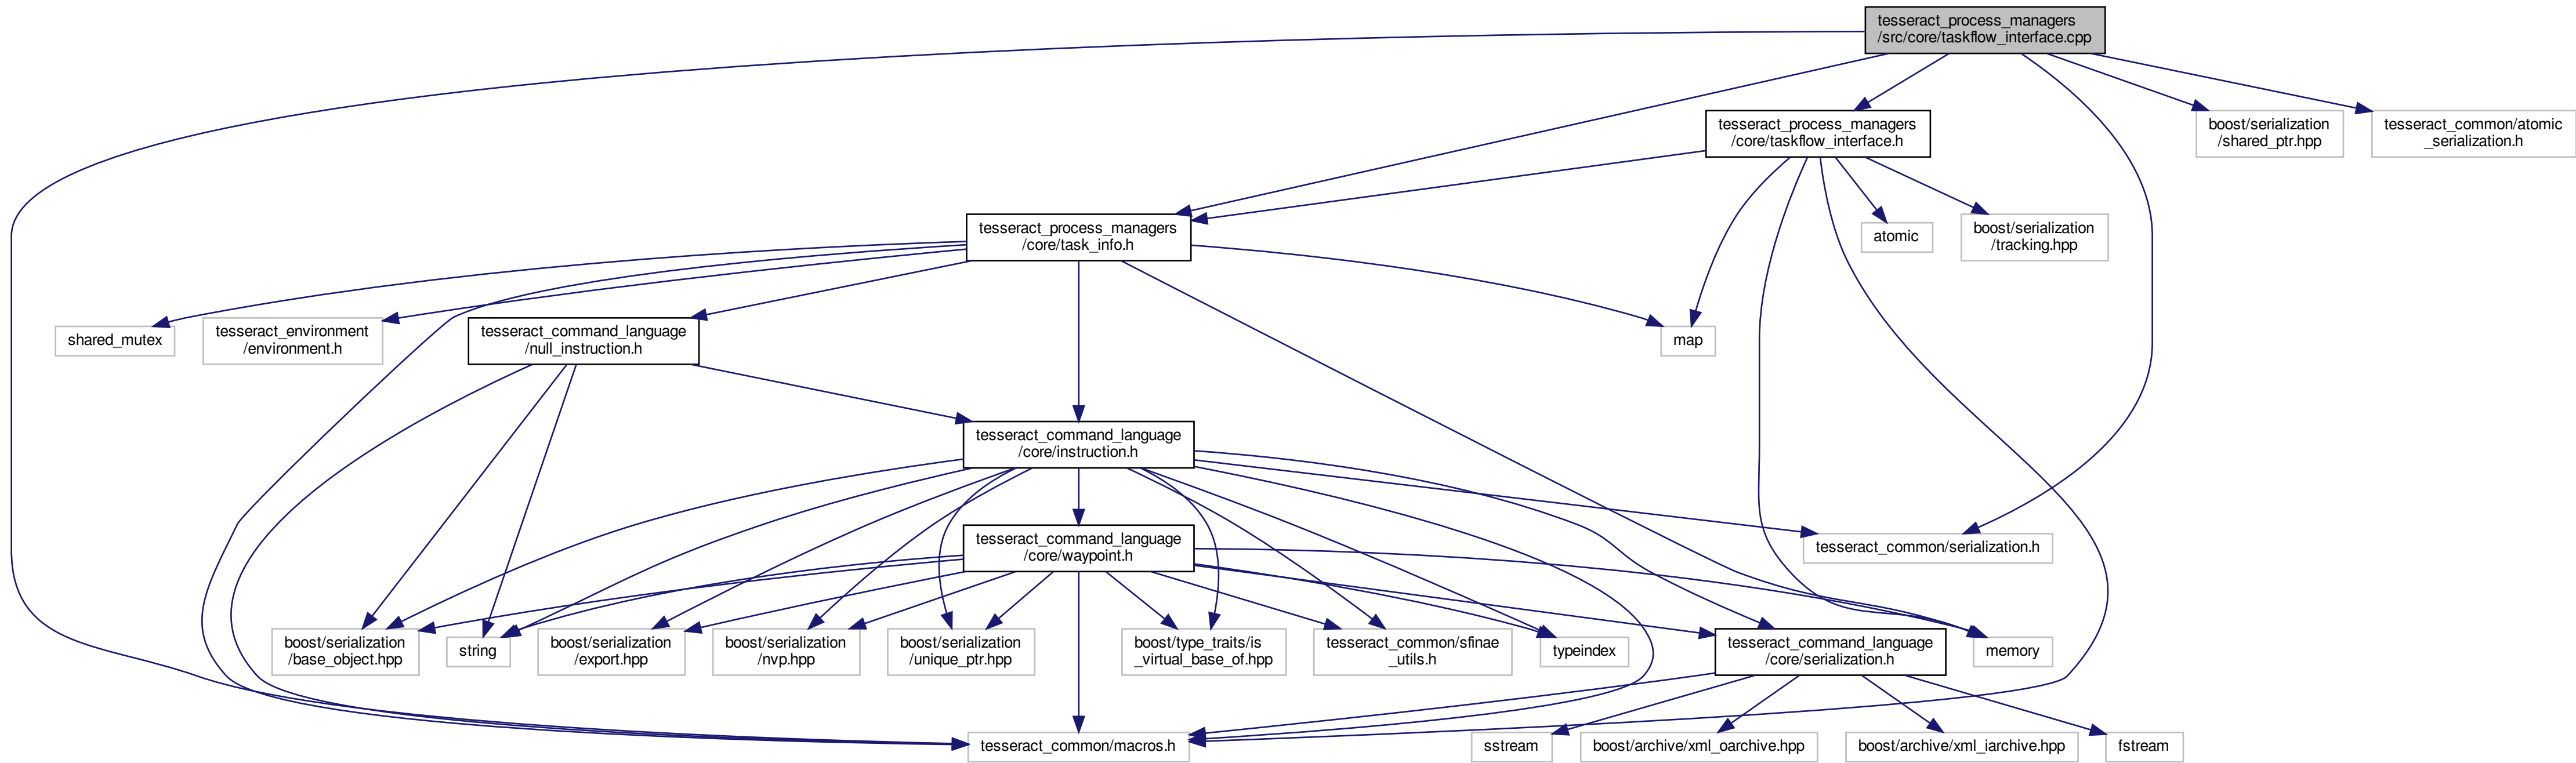 tesseract_process_managers
/src/core/taskflow_interface.cpp
tesseract_process_managers
/core/taskflow_interface.h
boost/serialization
/shared_ptr.hpp
tesseract_common/atomic
_serialization.h
tesseract_process_managers
/core/task_info.h
atomic
boost/serialization
/tracking.hpp
shared_mutex
tesseract_environment
/environment.h
tesseract_command_language
/null_instruction.h
map
tesseract_command_language
/core/instruction.h
tesseract_command_language
/core/waypoint.h
tesseract_common/serialization.h
boost/serialization
/base_object.hpp
string
boost/serialization
/export.hpp
boost/serialization
/nvp.hpp
boost/serialization
/unique_ptr.hpp
boost/type_traits/is
_virtual_base_of.hpp
tesseract_common/sfinae
_utils.h
typeindex
tesseract_command_language
/core/serialization.h
memory
tesseract_common/macros.h
sstream
boost/archive/xml_oarchive.hpp
boost/archive/xml_iarchive.hpp
fstream